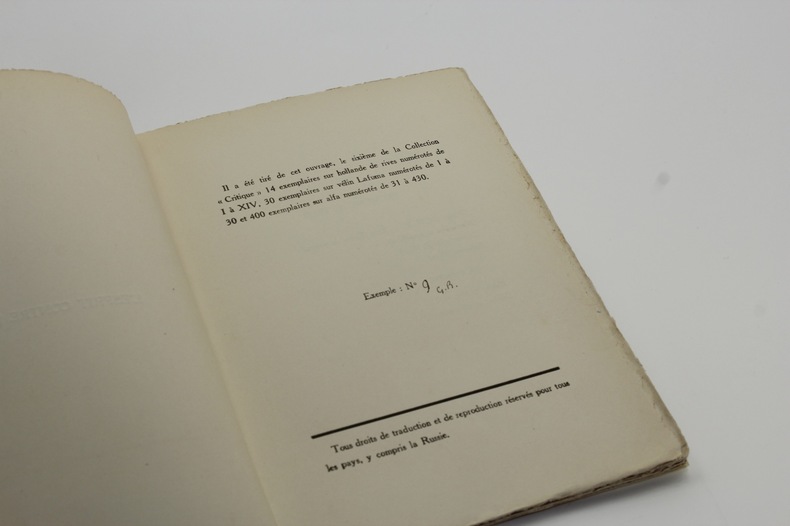 Il a été tiré de cet ouvrage, le sixième de la Collection
« Critique » 14 exemplaires sur hollande de rives numérotés de
I à XIV, 30 exemplaires sur vélin Lafuma numérotés de 1 à
30 et 400 exemplaires sur alfa numérotés de 31 à 430.
Exemple : N° 9 G.B.
Tous droits de traduction et de reproduction réservés pour tous
les pays, y compris la Russie.